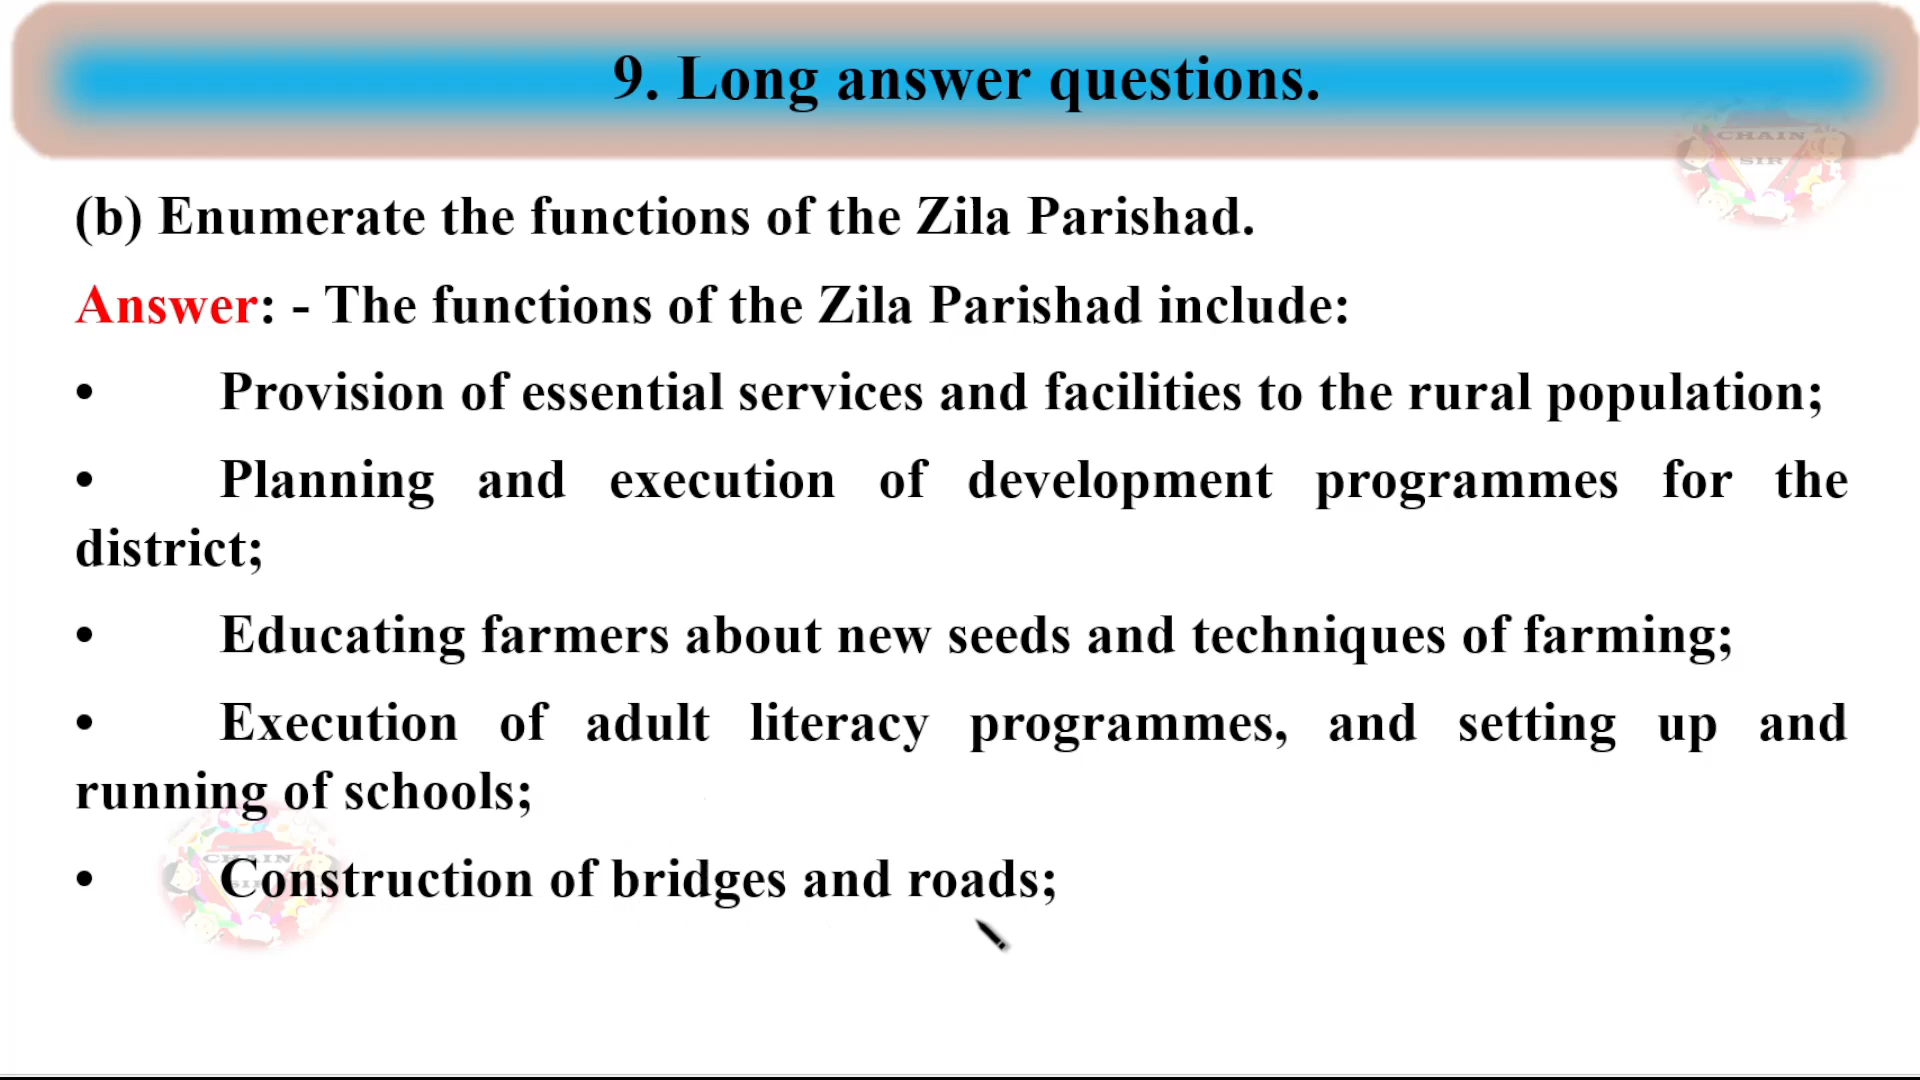 9. Long answer questions.
CHAIN
SIR
(b) Enumerate the functions of the Zila Parishad.
Answer: - The functions of the Zila Parishad include:
• Provision of essential services and facilities to the rural population;
• Planning and execution of development programmes for the
district;
• Educating farmers about new seeds and techniques of farming;
• Execution of adult literacy programmes, and setting up and
running of schools;
CHAIN
• Construction of bridges and roads;